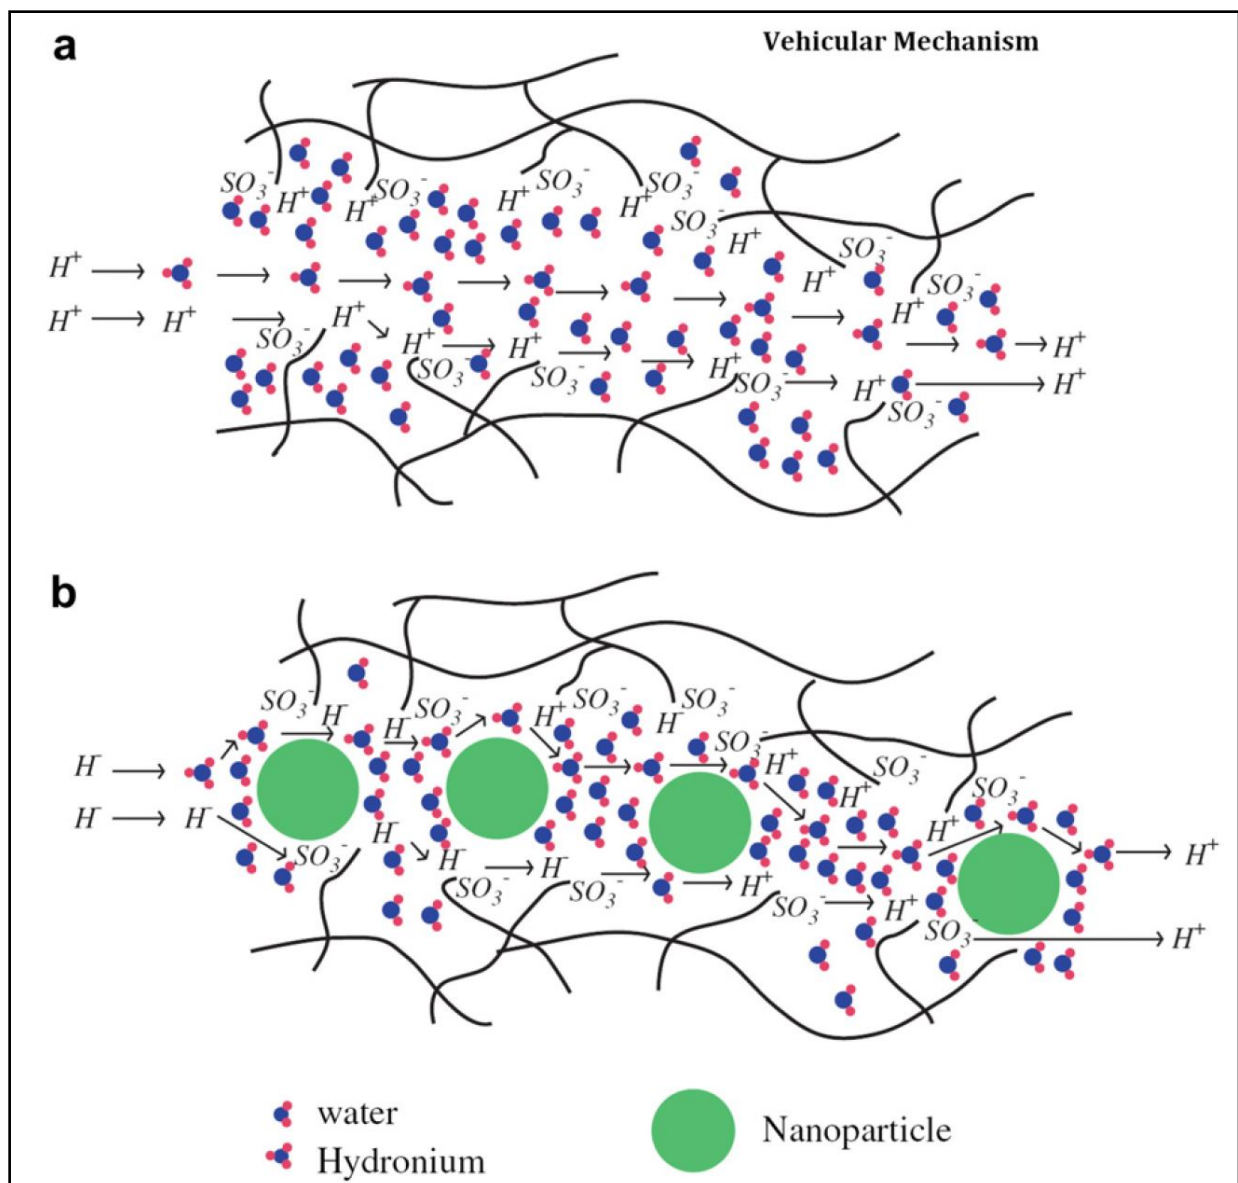 a
Vehicular Mechanism
SO₃⁻
H⁺
H⁺
SO₃⁻
H⁺
SO₃⁻
H⁺
SO₃⁻
SO₃⁻
H⁺
SO₃⁻
H⁺
SO₃⁻
H⁺
H⁺
H⁺
H⁺
SO₃⁻
H⁺
H⁺
SO₃⁻
H⁺
SO₃⁻
H⁺
SO₃⁻
H⁺
SO₃⁻
H⁺
H⁺
b
SO₃⁻
H⁻
H⁻
SO₃⁻
H⁺
SO₃⁻
H⁻
SO₃⁻
SO₃⁻
H⁺
SO₃⁻
H⁺
SO₃⁻
H⁺
H⁻
H⁻
H⁻
SO₃⁻
H⁻
H⁻
SO₃⁻
H⁻
SO₃⁻
H⁺
SO₃⁻
H⁺
SO₃⁻
H⁺
H⁺
water
Hydronium
Nanoparticle